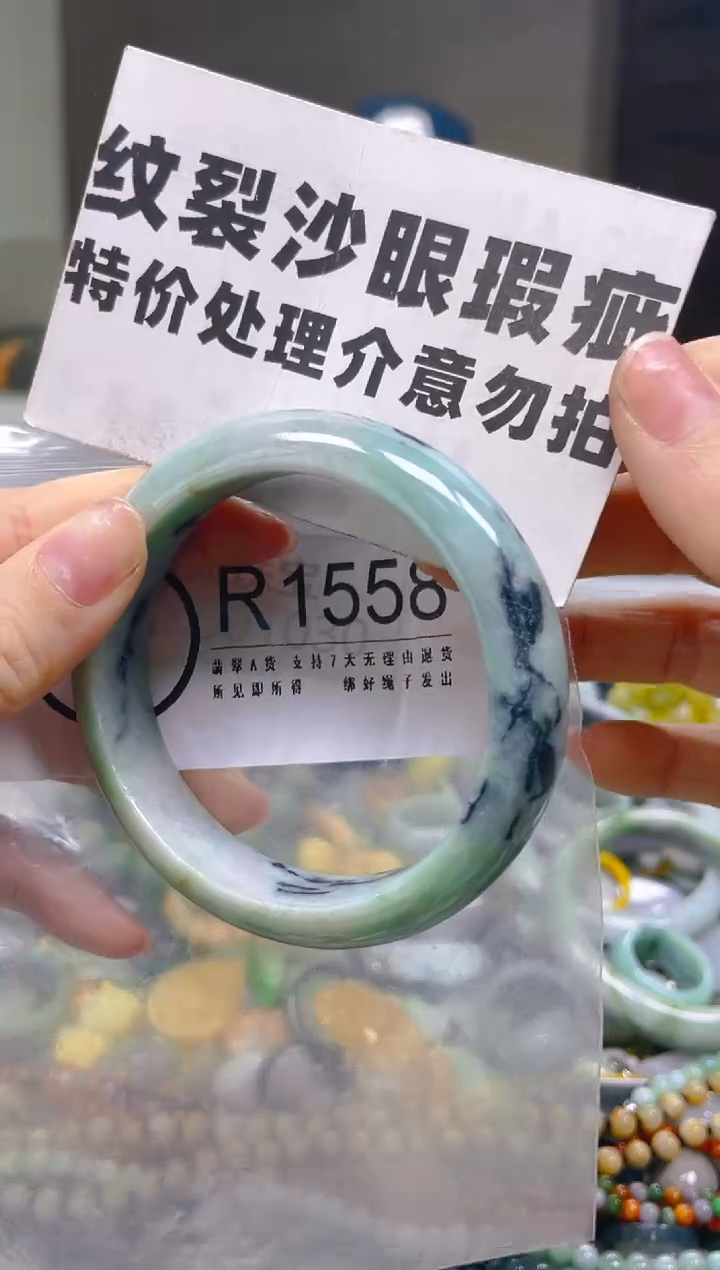 纹裂沙眼瑕疵
特价处理介意勿拍
R1558
翡翠A货 支持7天无理由退货
所见即所得 绑好绳子发出